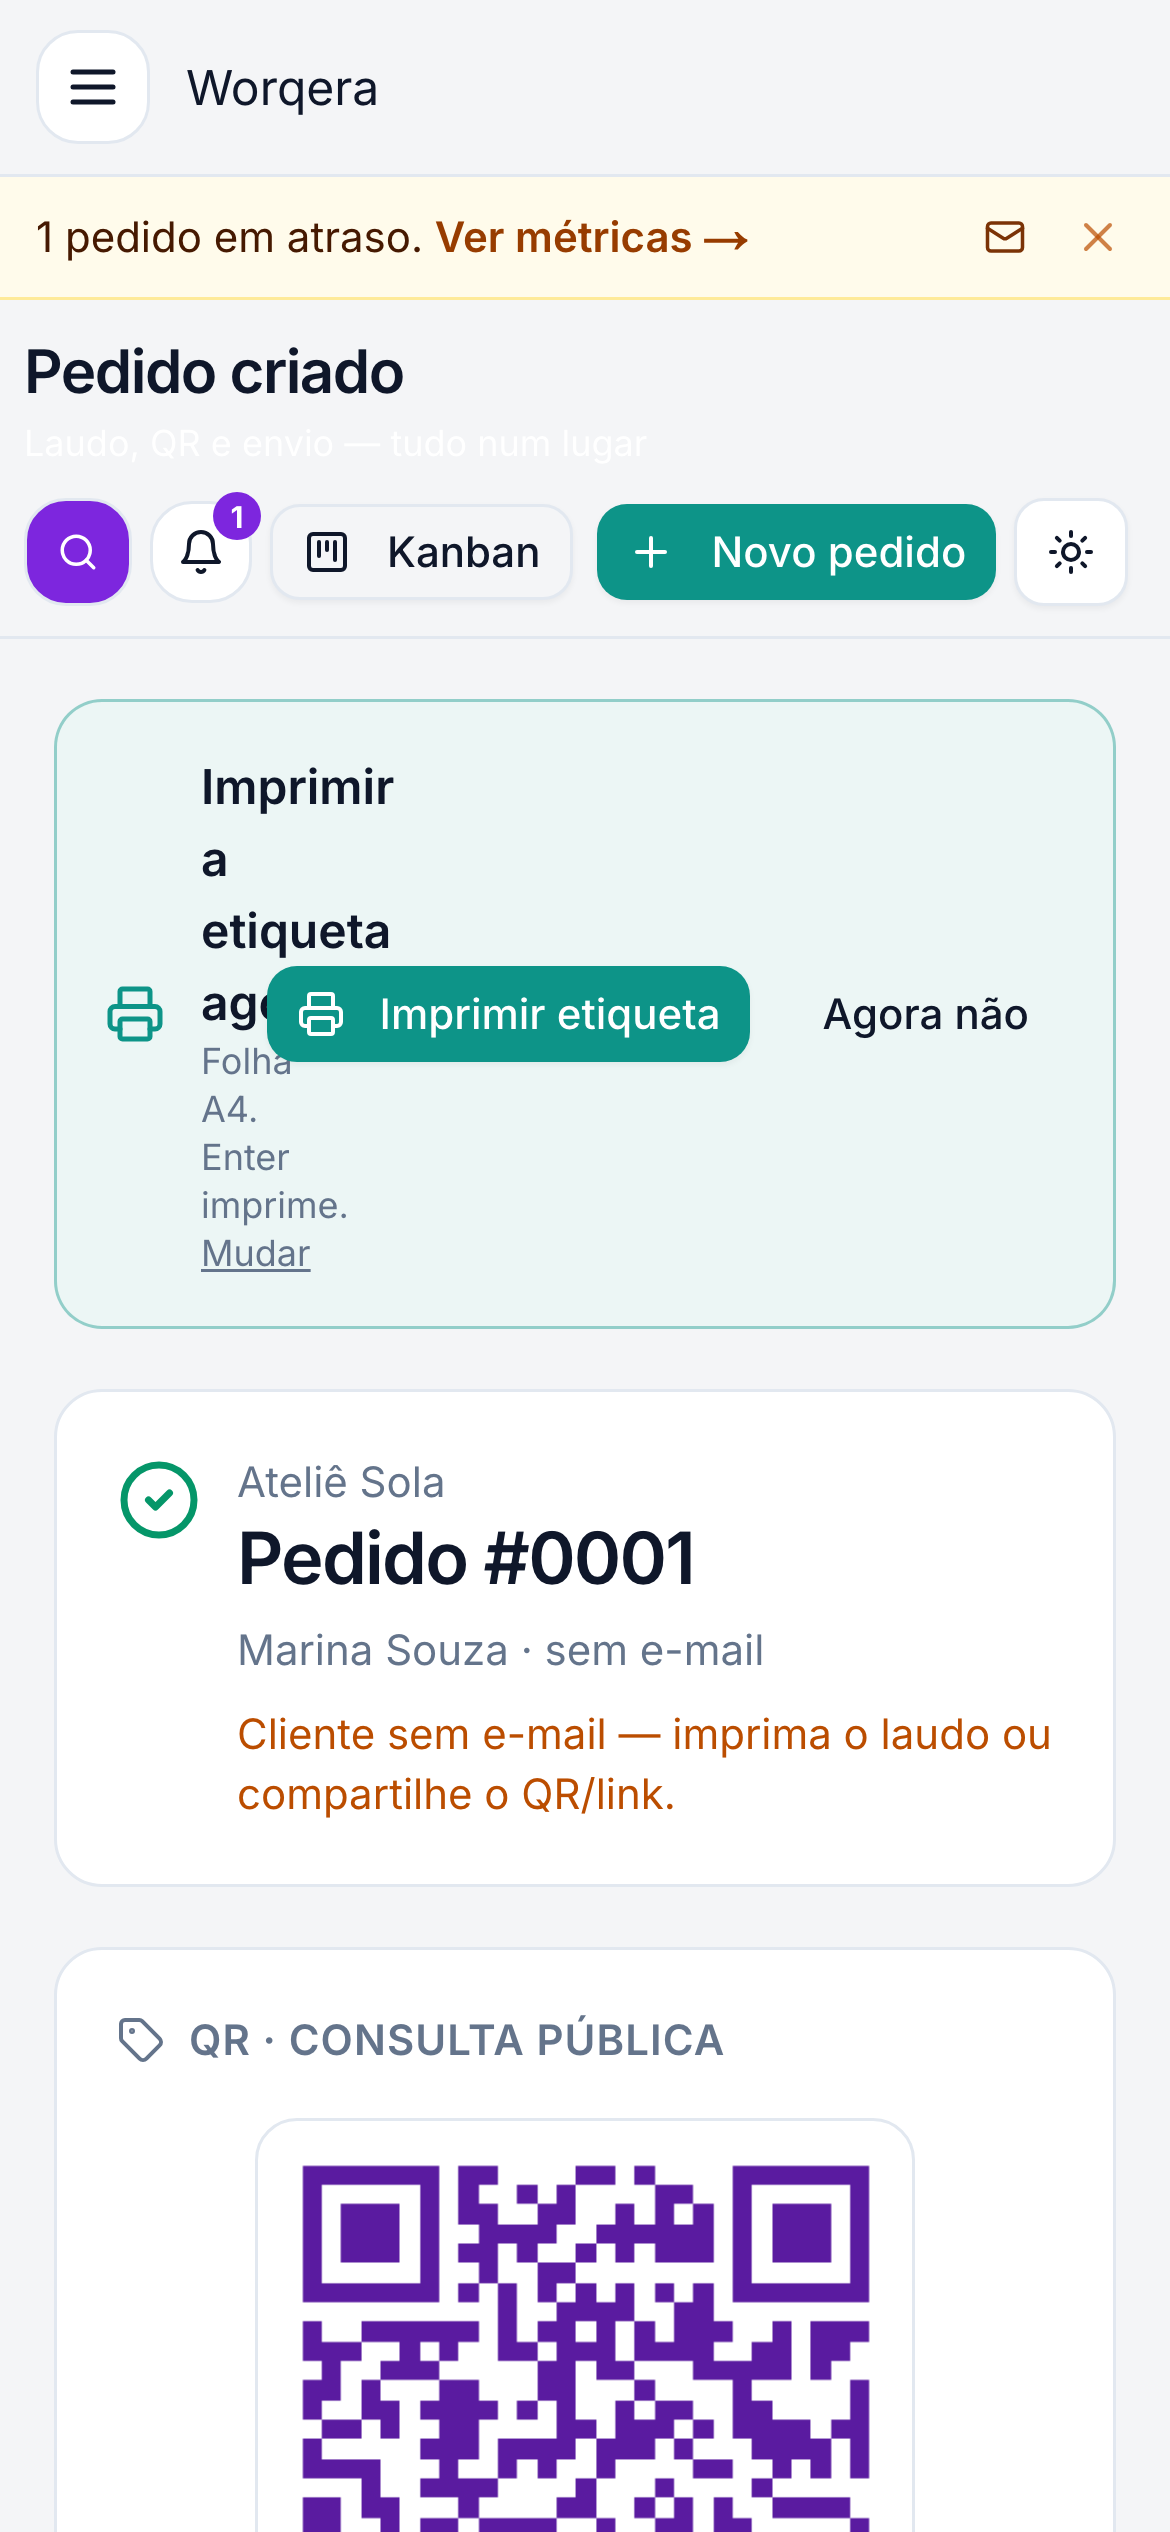 Worqera
1 pedido em atraso. Ver métricas →
Pedido criado
Laudo, QR e envio — tudo num lugar
1
Kanban
Novo pedido
Imprimir
a
etiqueta
Imprimir etiqueta
Agora não
Folha
A4.
Enter
imprime.
Mudar
Ateliê Sola
Pedido #0001
Marina Souza · sem e-mail
Cliente sem e-mail — imprima o laudo ou
compartilhe o QR/link.
QR · CONSULTA PÚBLICA